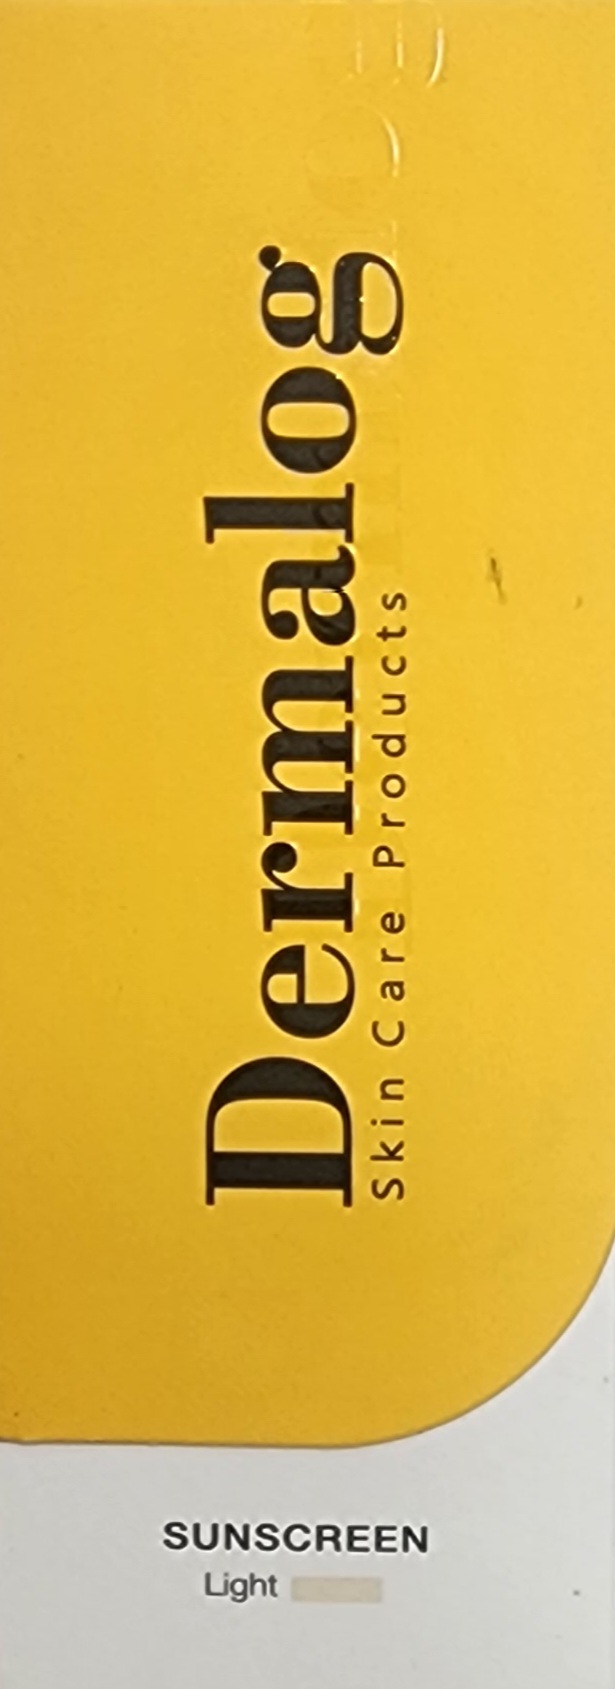 Dermalog
Skin Care Products
SUNSCREEN
Light